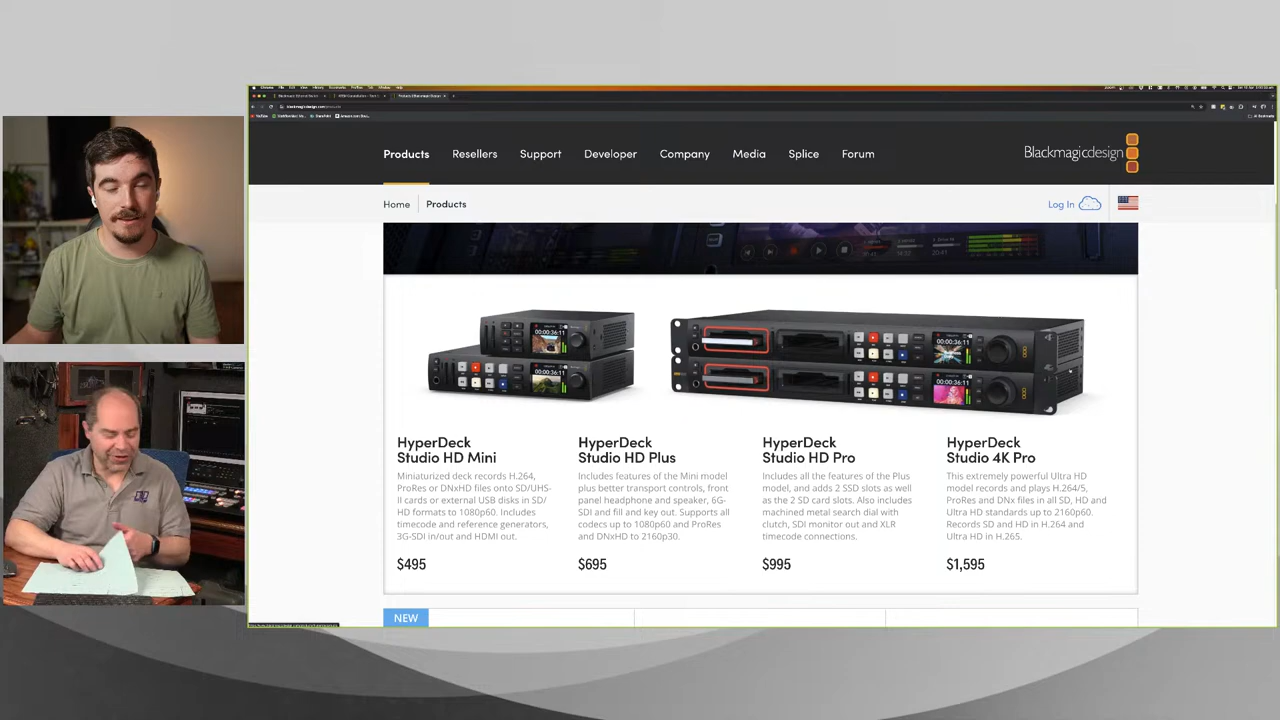 Products Resellers Support Developer Company Media Splice Forum
Blackmagicdesign
Home Products
Log In
HyperDeck
Studio HD Mini
Miniaturized deck records H.264,
ProRes or DNxHD files onto SD/UHS-
II cards or external USB disks in SD/
HD formats to 1080p60. Includes
timecode and reference generators,
3G-SDI in/out and HDMI out.
$495
HyperDeck
Studio HD Plus
Includes features of the Mini model
plus better transport controls, front
panel headphone and speaker, 6G-
SDI and fill and key out. Supports all
codecs up to 1080p60 and ProRes
and DNxHD to 2160p30.
$695
HyperDeck
Studio HD Pro
Includes all the features of the Plus
model, and adds 2 SSD slots as well
as the 2 SD card slots. Also includes
machined metal search dial with
clutch, SDI monitor out and XLR
timecode connections.
$995
HyperDeck
Studio 4K Pro
This extremely powerful Ultra HD
model records and plays H.264/5,
ProRes and DNx files in all SD, HD and
Ultra HD standards up to 2160p60.
Records SD and HD in H.264 and
Ultra HD in H.265.
$1,595
NEW